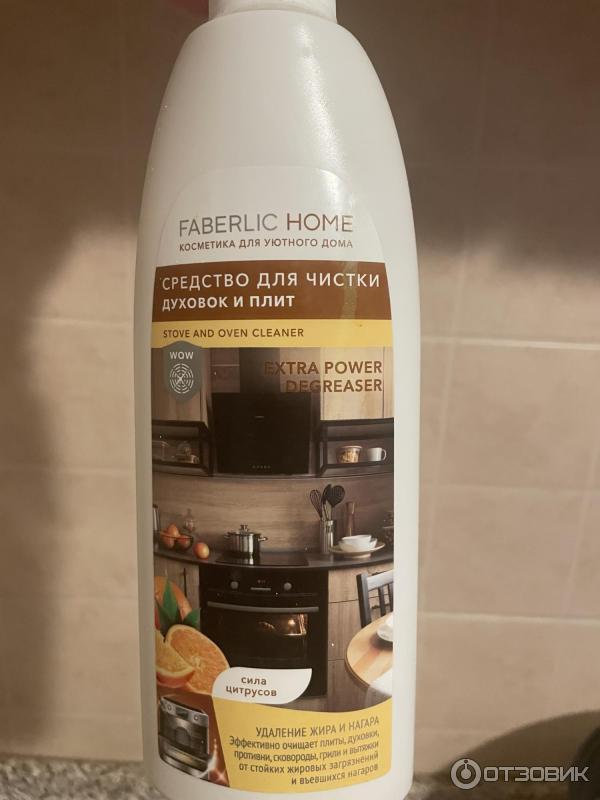 FABERLIC HOME
КОСМЕТИКА ДЛЯ УЮТНОГО ДОМА
СРЕДСТВО ДЛЯ ЧИСТКИ
ДУХОВОК И ПЛИТ
STOVE AND OVEN CLEANER
WOW
EXTRA POWER
DEGREASER
сила
цитрусов
УДАЛЕНИЕ ЖИРА И НАГАРА
Эффективно очищает плиты, духовки,
противни, сковороды, грили и вытяжки
от стойких жировых загрязнений
и въевшихся нагаров
ОТЗОВИК